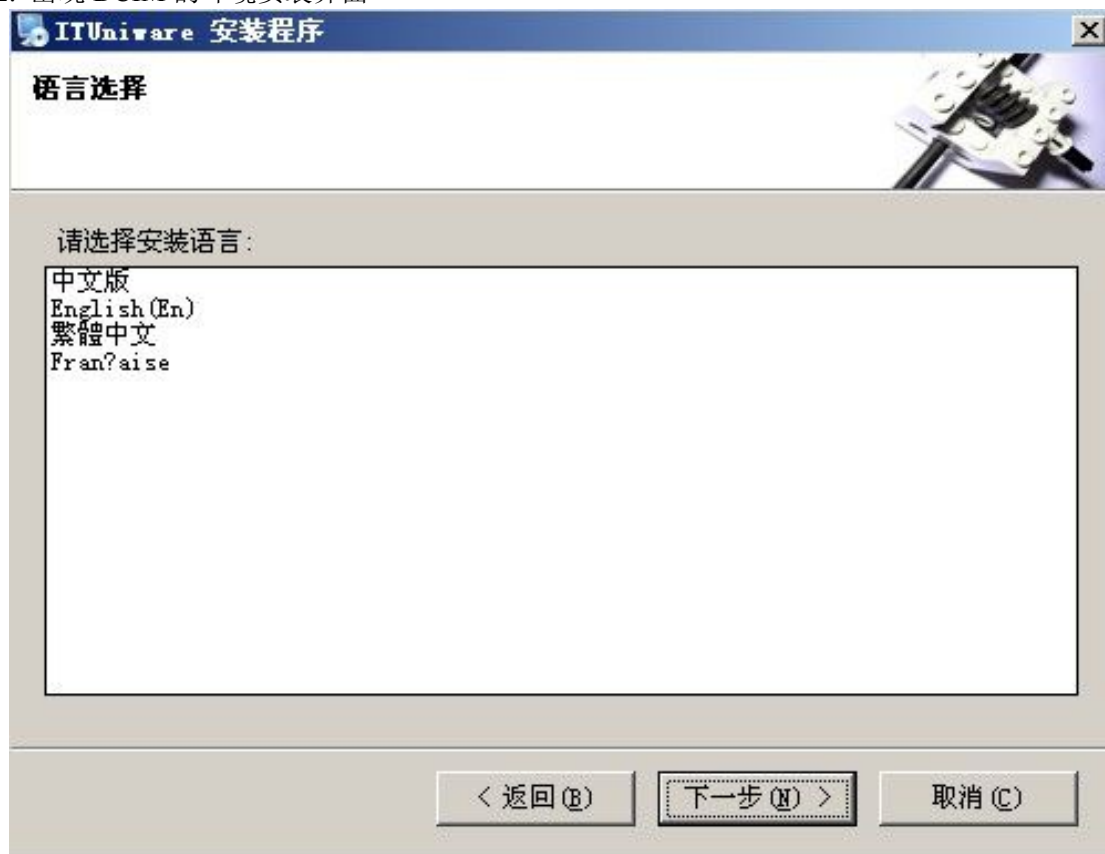 ITUniware 安装程序
语言选择
请选择安装语言:
中文版
English(En)
繁體中文
Fran?aise
< 返回(B)
下一步(N) >
取消(C)